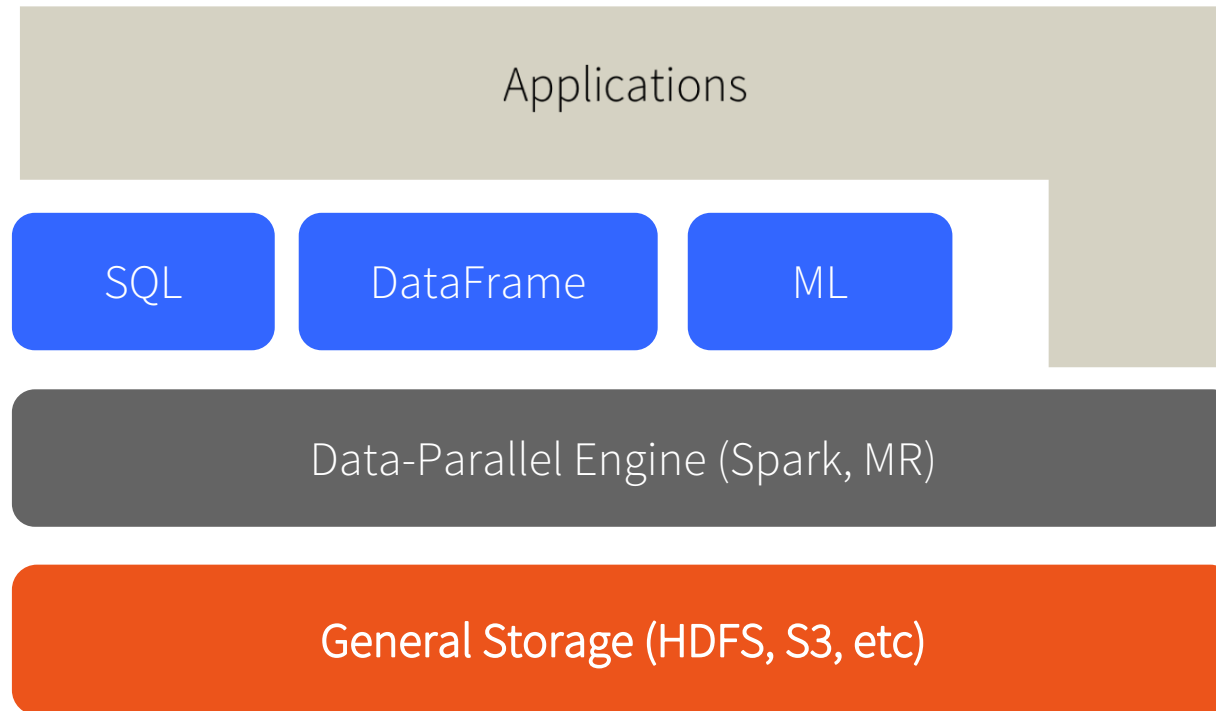 Applications
SQL
DataFrame
ML
Data-Parallel Engine (Spark, MR)
General Storage (HDFS, S3, etc)